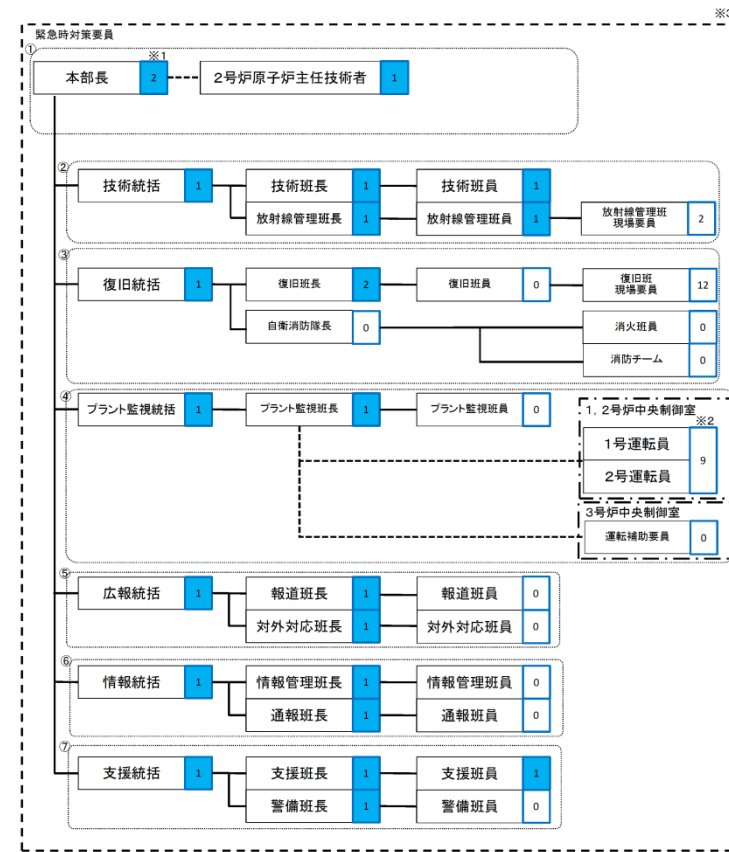 ※3
緊急時対策要員
①
※1
本部長 2 2号炉原子炉主任技術者 1
②
技術統括 1 技術班長 1 技術班員 1
放射線管理班長 1 放射線管理班員 1 放射線管理班
現場要員 2
③
復旧統括 1 復旧班長 2 復旧班員 0 復旧班
現場要員 12
自衛消防隊長 0 消火班員 0
消防チーム 0
④
プラント監視統括 1 プラント監視班長 1 プラント監視班員 0
1,2号炉中央制御室
※2
1号運転員
9
2号運転員
3号炉中央制御室
運転補助要員 0
⑤
広報統括 1 報道班長 1 報道班員 0
対外対応班長 1 対外対応班員 0
⑥
情報統括 1 情報管理班長 1 情報管理班員 0
通報班長 1 通報班員 0
⑦
支援統括 1 支援班長 1 支援班員 1
警備班長 1 警備班員 0